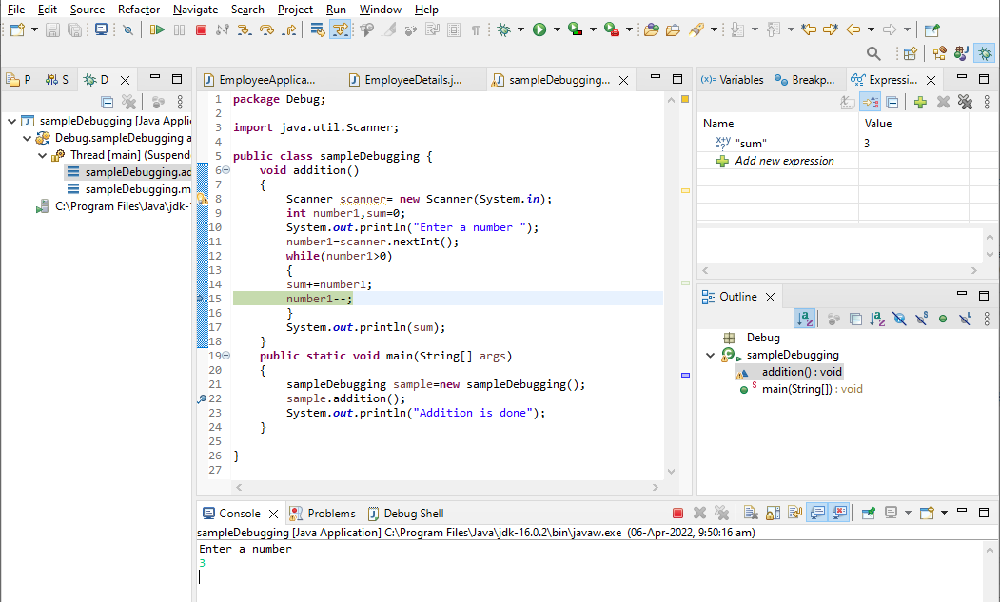 File Edit Source Refactor Navigate Search Project Run Window Help
P S D
sampleDebugging [Java Appli
Debug.sampleDebugging a
Thread [main] (Suspend
sampleDebugging.ad
sampleDebugging.m
C:\Program Files\Java\jdk-
EmployeeApplica... EmployeeDetails.j... sampleDebugging...
1 package Debug;
2
3 import java.util.Scanner;
4
5 public class sampleDebugging {
6 void addition()
7 {
8 Scanner scanner= new Scanner(System.in);
9 int number1,sum=0;
10 System.out.println("Enter a number ");
11 number1=scanner.nextInt();
12 while(number1>0)
13 {
14 sum+=number1;
15 number1--;
16 }
17 System.out.println(sum);
18 }
19 public static void main(String[] args)
20 {
21 sampleDebugging sample=new sampleDebugging();
22 sample.addition();
23 System.out.println("Addition is done");
24 }
25
26 }
27
(x)= Variables Breakp... Expressi...
Name Value
"sum" 3
Add new expression
Outline
Debug
sampleDebugging
addition() : void
main(String[]) : void
Console Problems Debug Shell
sampleDebugging [Java Application] C:\Program Files\Java\jdk-16.0.2\bin\javaw.exe (06-Apr-2022, 9:50:16 am)
Enter a number
3